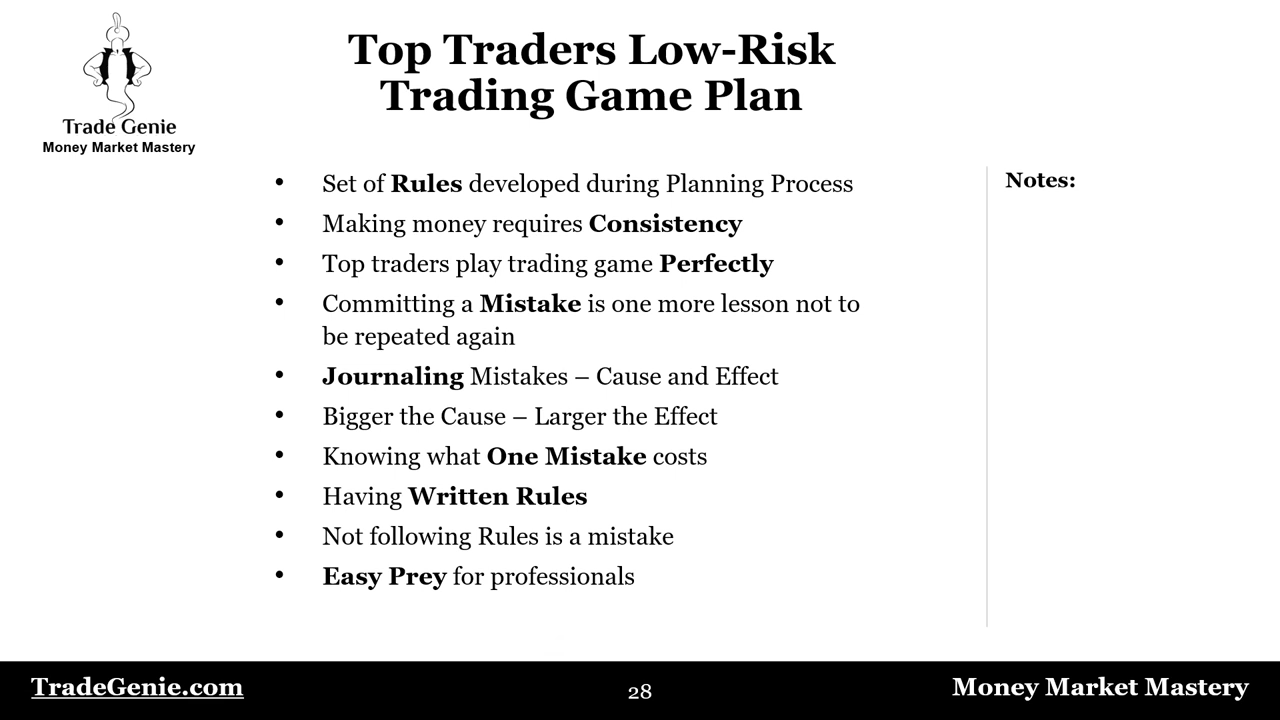 Top Traders Low-Risk
Trading Game Plan
Trade Genie
Money Market Mastery
• Set of Rules developed during Planning Process
• Making money requires Consistency
• Top traders play trading game Perfectly
• Committing a Mistake is one more lesson not to
be repeated again
• Journaling Mistakes – Cause and Effect
• Bigger the Cause – Larger the Effect
• Knowing what One Mistake costs
• Having Written Rules
• Not following Rules is a mistake
• Easy Prey for professionals
Notes:
TradeGenie.com
28
Money Market Mastery